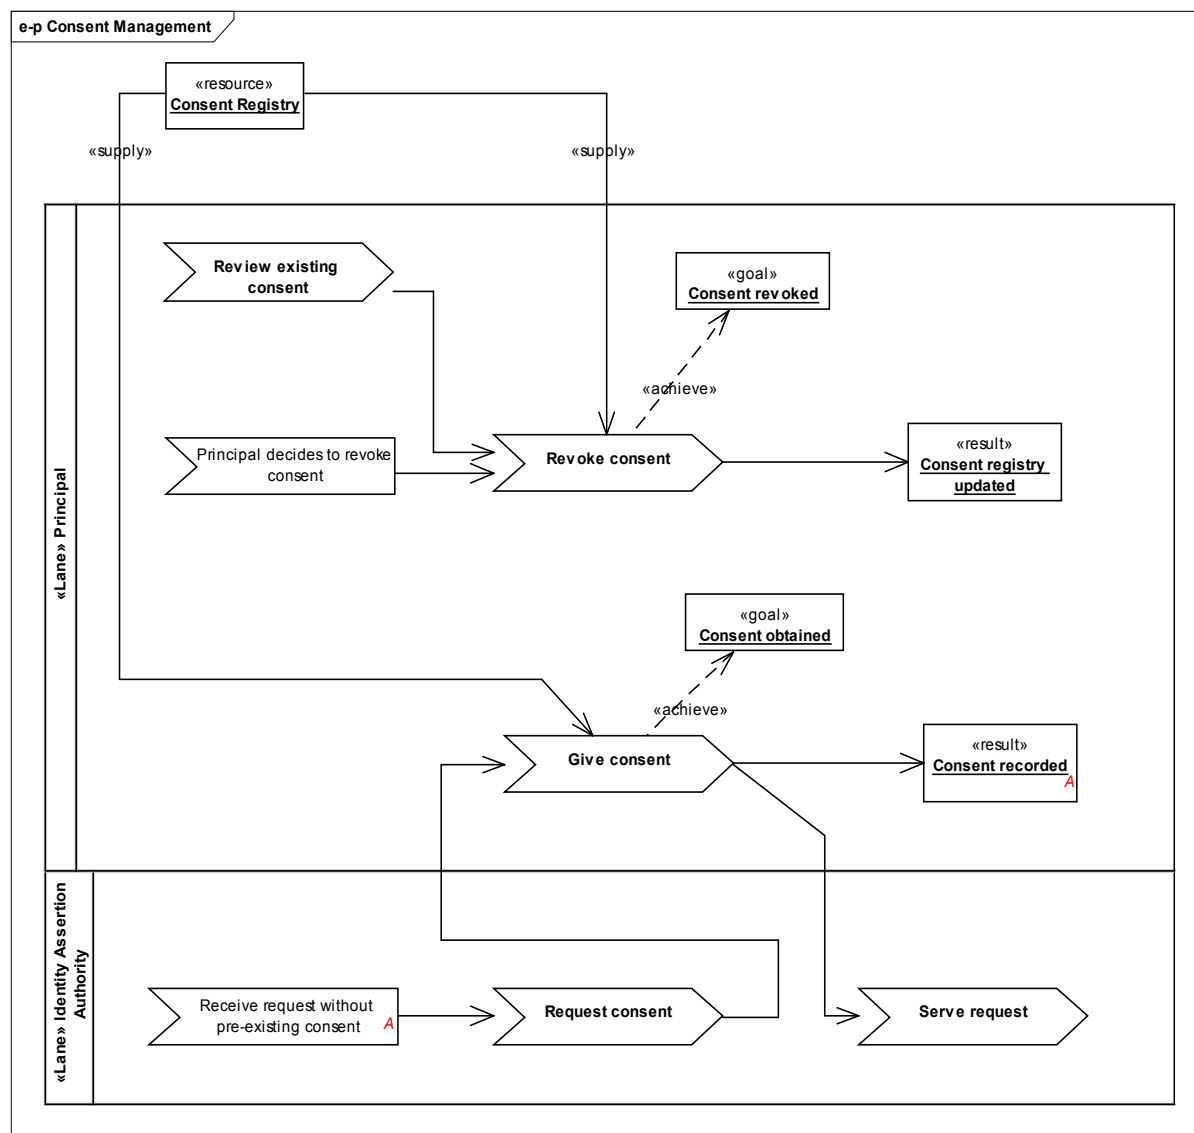 e-p Consent Management
«resource»
Consent Registry
«supply»
«supply»
«Lane» Principal
Review existing
consent
«goal»
Consent revoked
«achieve»
Principal decides to revoke
consent
Revoke consent
«result»
Consent registry
updated
«goal»
Consent obtained
«achieve»
Give consent
«result»
Consent recorded
A
«Lane» Identity Assertion
Authority
Receive request without
pre-existing consent
A
Request consent
Serve request